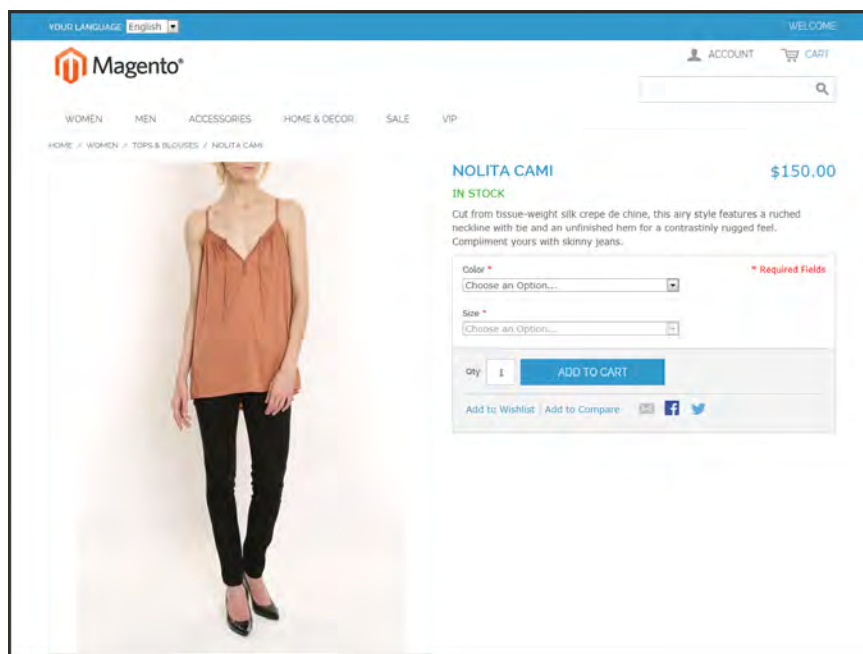 YOUR LANGUAGE: English
WELCOME
Magento®
ACCOUNT
CART
WOMEN MEN ACCESSORIES HOME & DECOR SALE VIP
HOME / WOMEN / TOPS & BLOUSES / NOLITA CAMI
NOLITA CAMI $150.00
IN STOCK
Cut from tissue-weight silk crepe de chine, this airy style features a ruched
neckline with tie and an unfinished hem for a contrastinly rugged feel.
Compliment yours with skinny jeans.
Color * * Required Fields
Choose an Option...
Size *
Choose an Option...
Qty 1 ADD TO CART
Add to Wishlist | Add to Compare